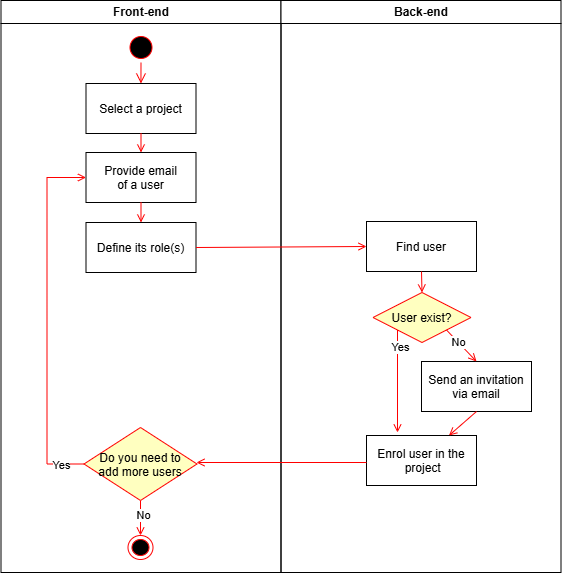 Front-end
Back-end
Select a project
Provide email
of a user
Define its role(s)
Find user
User exist?
Yes
No
Send an invitation
via email
Enrol user in the
project
Do you need to
add more users
Yes
No